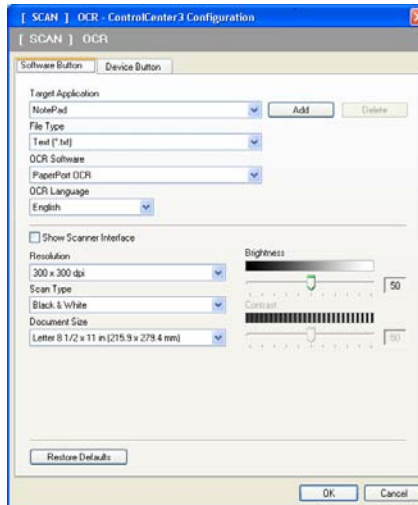 [ SCAN ]  OCR - ControlCenter3 Configuration
[ SCAN ]  OCR
Software Button  Device Button
Target Application
NotePad  Add  Delete
File Type
Text (*.txt)
OCR Software
PaperPort OCR
OCR Language
English
Show Scanner Interface
Resolution  Brightness
300 x 300 dpi  50
Scan Type  Contrast
Black & White
Document Size
Letter 8 1/2 x 11 in (215.9 x 279.4 mm)  50
Restore Defaults
OK  Cancel